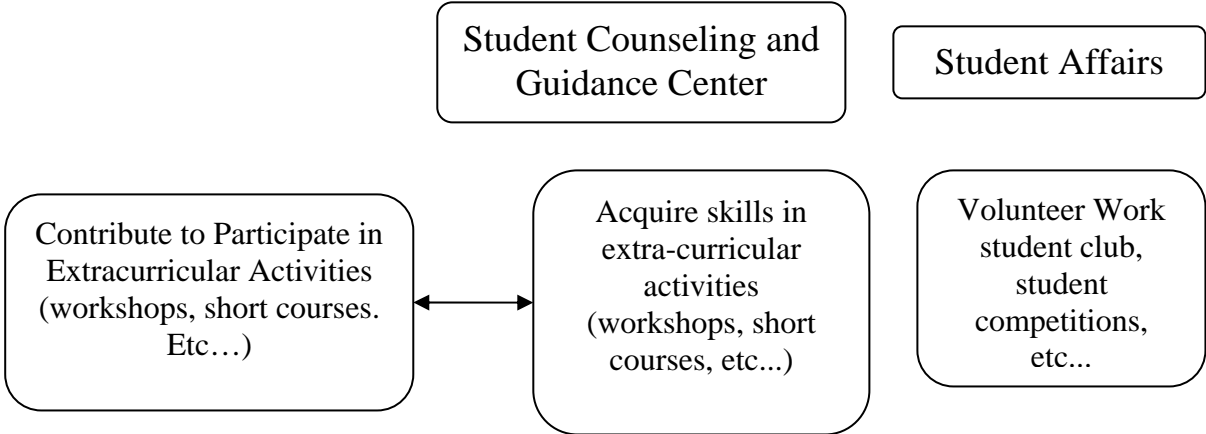 Student Counseling and
Guidance Center
Student Affairs
Contribute to Participate in
Extracurricular Activities
(workshops, short courses.
Etc…)
Acquire skills in
extra-curricular
activities
(workshops, short
courses, etc...)
Volunteer Work
student club,
student
competitions,
etc...